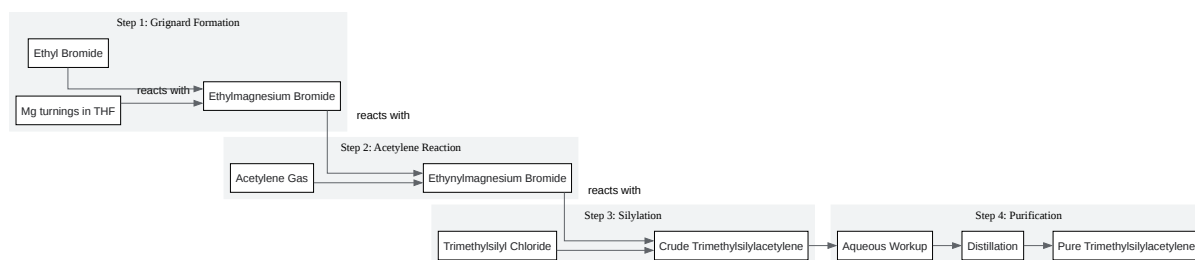 Step 1: Grignard Formation
Ethyl Bromide
reacts with
Ethylmagnesium Bromide
Mg turnings in THF
reacts with
Step 2: Acetylene Reaction
Acetylene Gas
Ethynylmagnesium Bromide
reacts with
Step 3: Silylation
Trimethylsilyl Chloride
Crude Trimethylsilylacetylene
Step 4: Purification
Aqueous Workup
Distillation
Pure Trimethylsilylacetylene